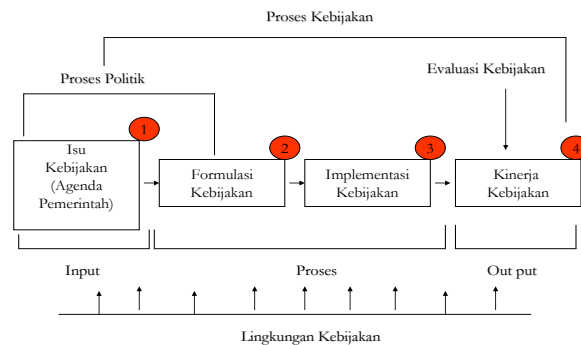 Proses Kebijakan
Evaluasi Kebijakan
Proses Politik
1
Isu
Kebijakan
(Agenda
Pemerintah)
2
Formulasi
Kebijakan
3
Implementasi
Kebijakan
4
Kinerja
Kebijakan
Input
Proses
Out put
Lingkungan Kebijakan